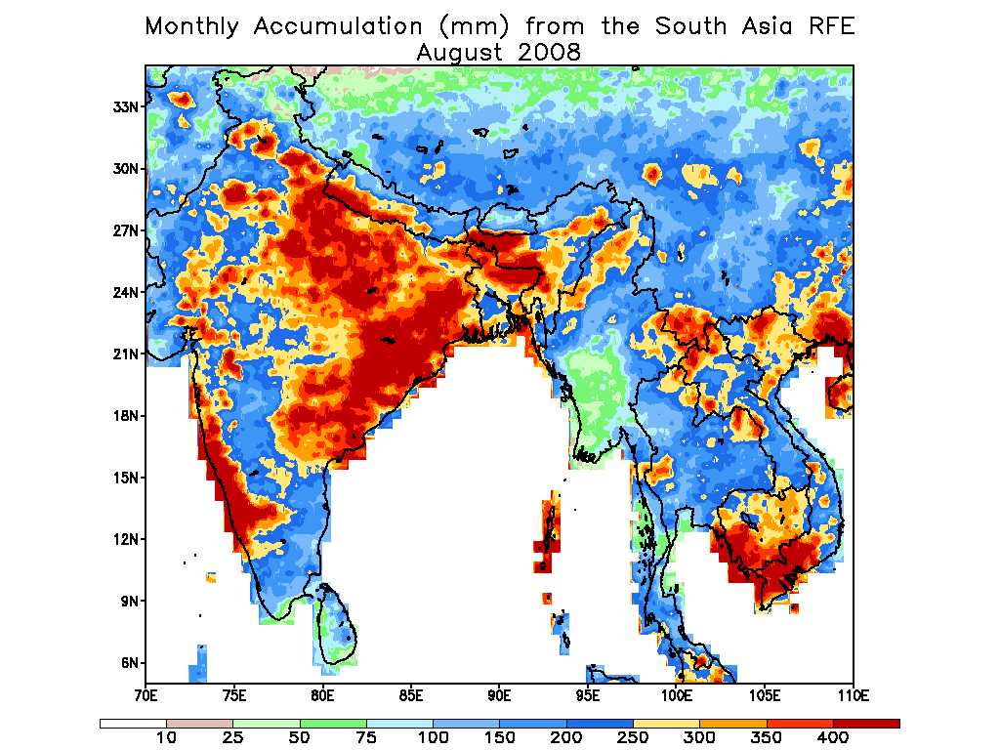 Monthly Accumulation (mm) from the South Asia RFE
August 2008
33N
30N
27N
24N
21N
18N
15N
12N
9N
6N
70E 75E 80E 85E 90E 95E 100E 105E 110E
10 25 50 75 100 150 200 250 300 350 400